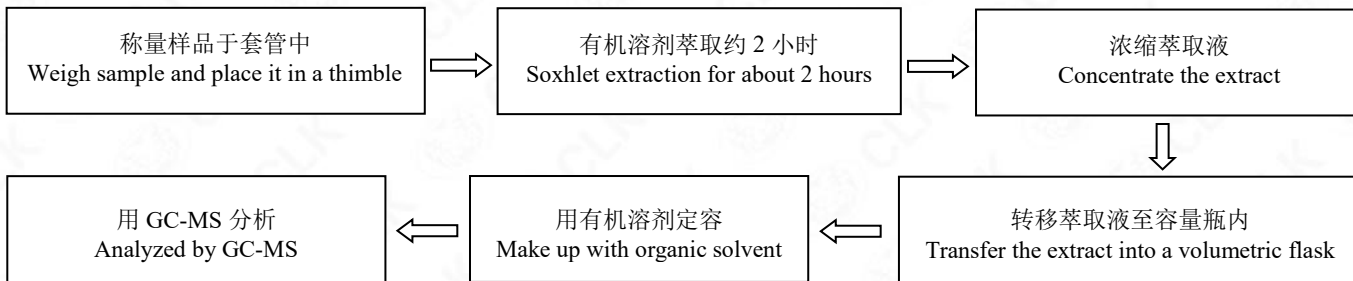 称量样品于套管中
Weigh sample and place it in a thimble
有机溶剂萃取约 2 小时
Soxhlet extraction for about 2 hours
浓缩萃取液
Concentrate the extract
转移萃取液至容量瓶内
Transfer the extract into a volumetric flask
用有机溶剂定容
Make up with organic solvent
用 GC-MS 分析
Analyzed by GC-MS
CLK
CLK
CLK
CLK